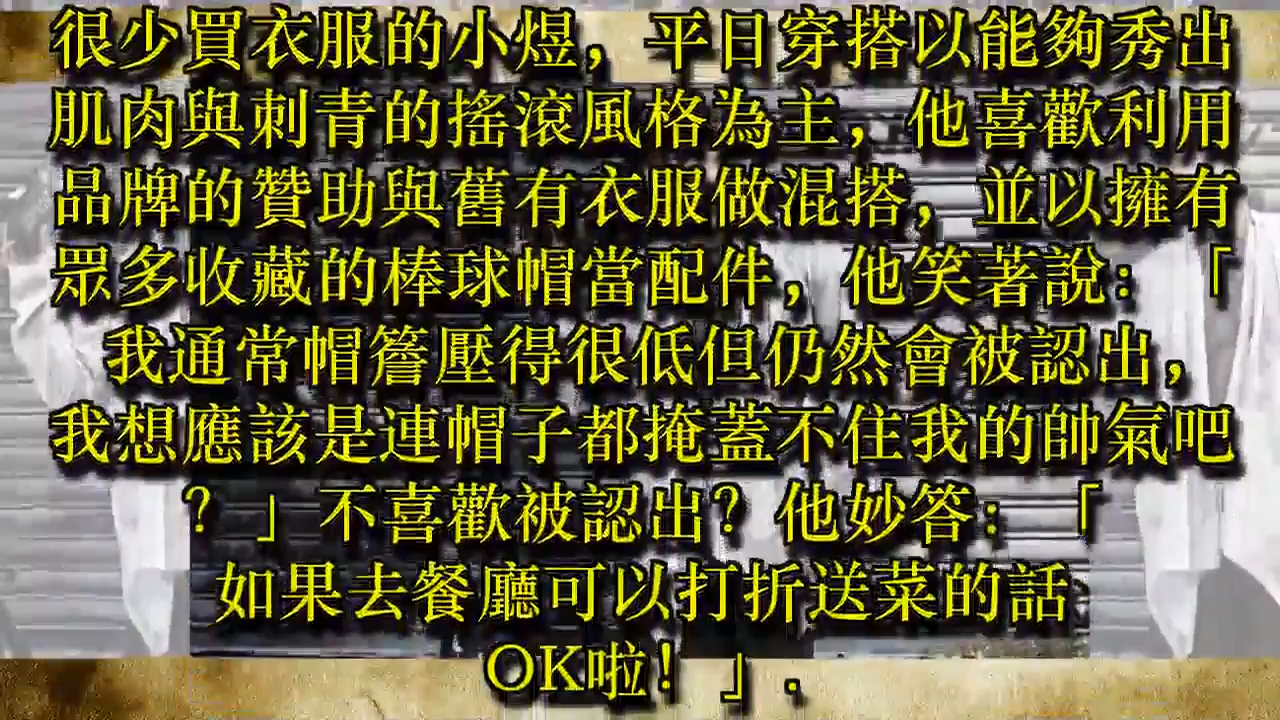 很少買衣服的小煜，平日穿搭以能夠秀出
肌肉與刺青的搖滾風格為主，他喜歡利用
品牌的贊助與舊有衣服做混搭，並以擁有
眾多收藏的棒球帽當配件，他笑著說：「
我通常帽簷壓得很低但仍然會被認出，
我想應該是連帽子都掩蓋不住我的帥氣吧
？」不喜歡被認出？他妙答：「
如果去餐廳可以打折送菜的話
OK啦！」.